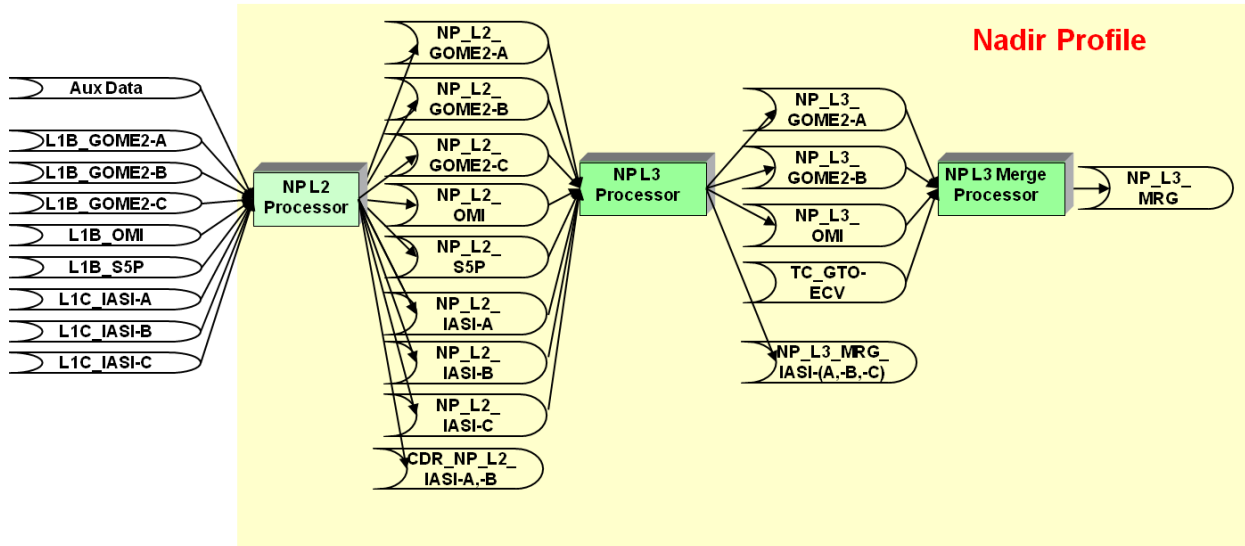 Nadir Profile
Aux Data
L1B_GOME2-A
L1B_GOME2-B
L1B_GOME2-C
L1B_OMI
L1B_S5P
L1C_IASI-A
L1C_IASI-B
L1C_IASI-C
NP L2
Processor
NP_L2_
GOME2-A
NP_L2_
GOME2-B
NP_L2_
GOME2-C
NP_L2_
OMI
NP_L2_
S5P
NP_L2_
IASI-A
NP_L2_
IASI-B
NP_L2_
IASI-C
CDR_NP_L2_
IASI-A,-B
NP L3
Processor
NP_L3_
GOME2-A
NP_L3_
GOME2-B
NP_L3_
OMI
TC_GTO-
ECV
NP_L3_MRG_
IASI-(A,-B,-C)
NP L3 Merge
Processor
NP_L3_
MRG